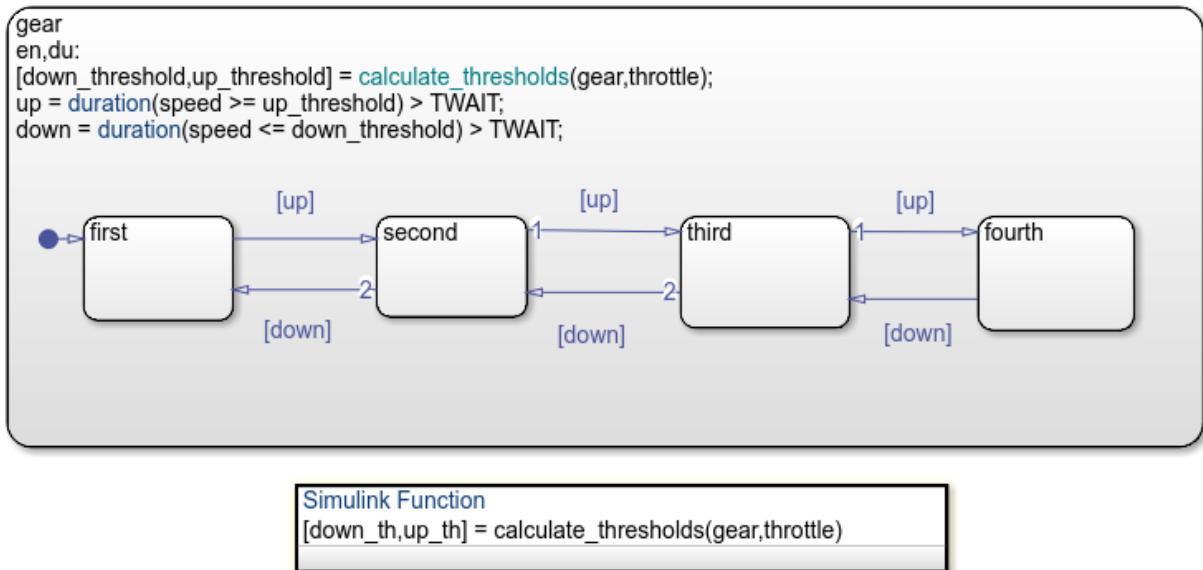 gear
en,du:
[down_threshold,up_threshold] = calculate_thresholds(gear,throttle);
up = duration(speed >= up_threshold) > TWAIT;
down = duration(speed <= down_threshold) > TWAIT;
[up]
[up]
[up]
first
second
1
third
1
fourth
2
2
[down]
[down]
[down]
Simulink Function
[down_th,up_th] = calculate_thresholds(gear,throttle)